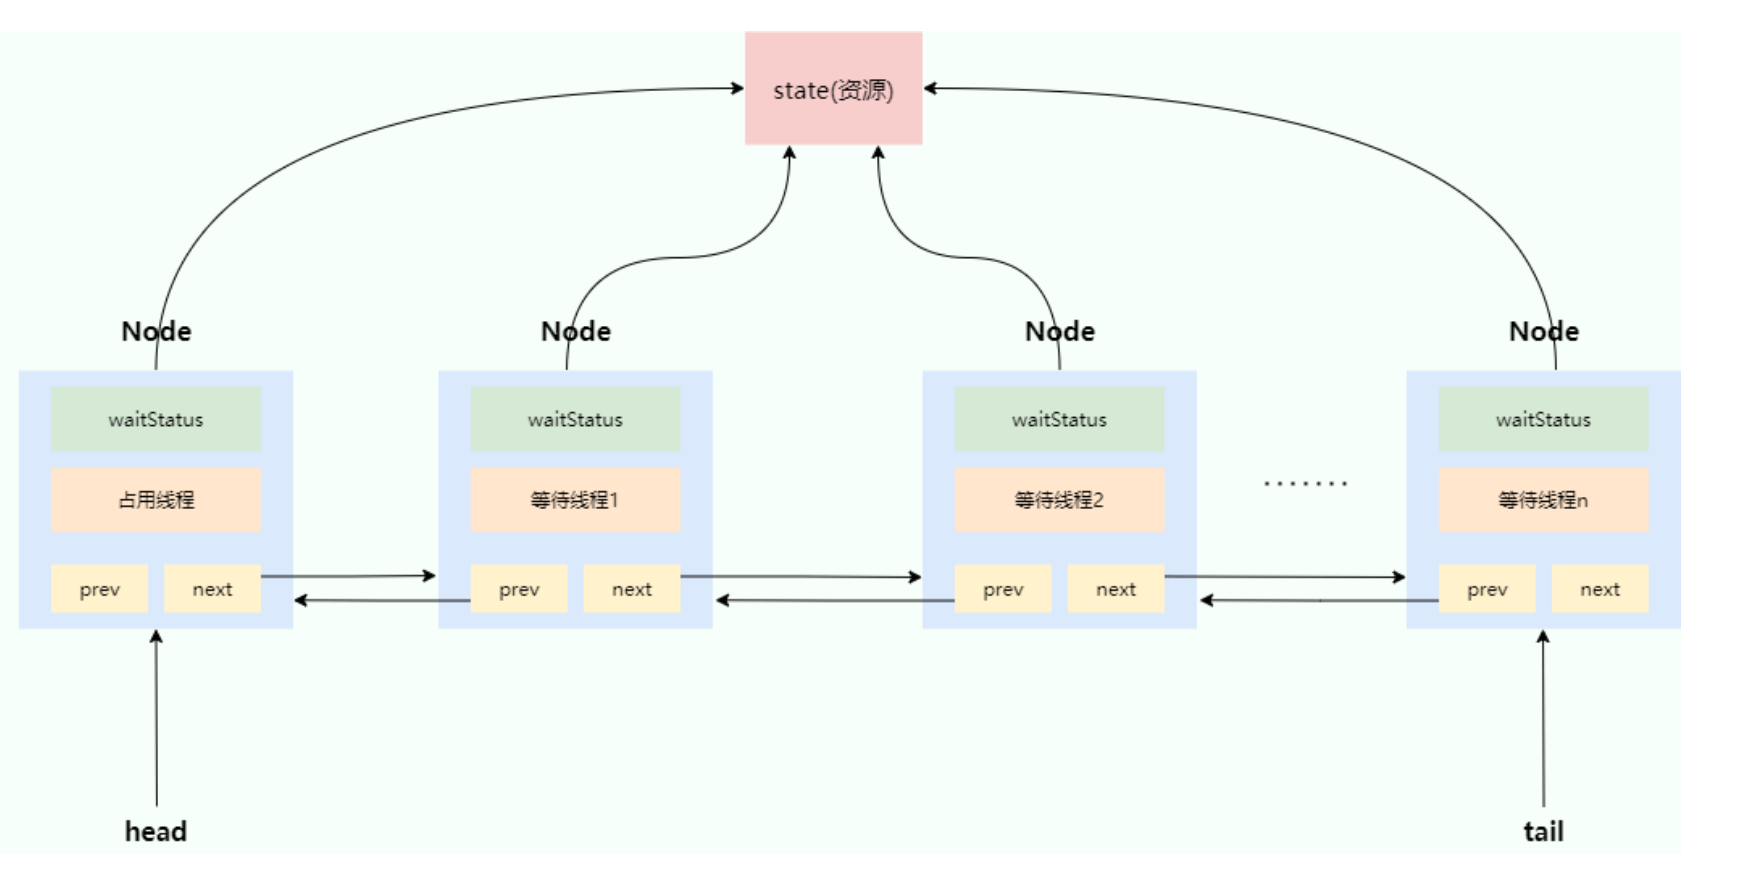 state(资源)
Node
Node
Node
Node
waitStatus
waitStatus
waitStatus
waitStatus
占用线程
等待线程1
等待线程2
.......
等待线程n
prev
next
prev
next
prev
next
prev
next
head
tail